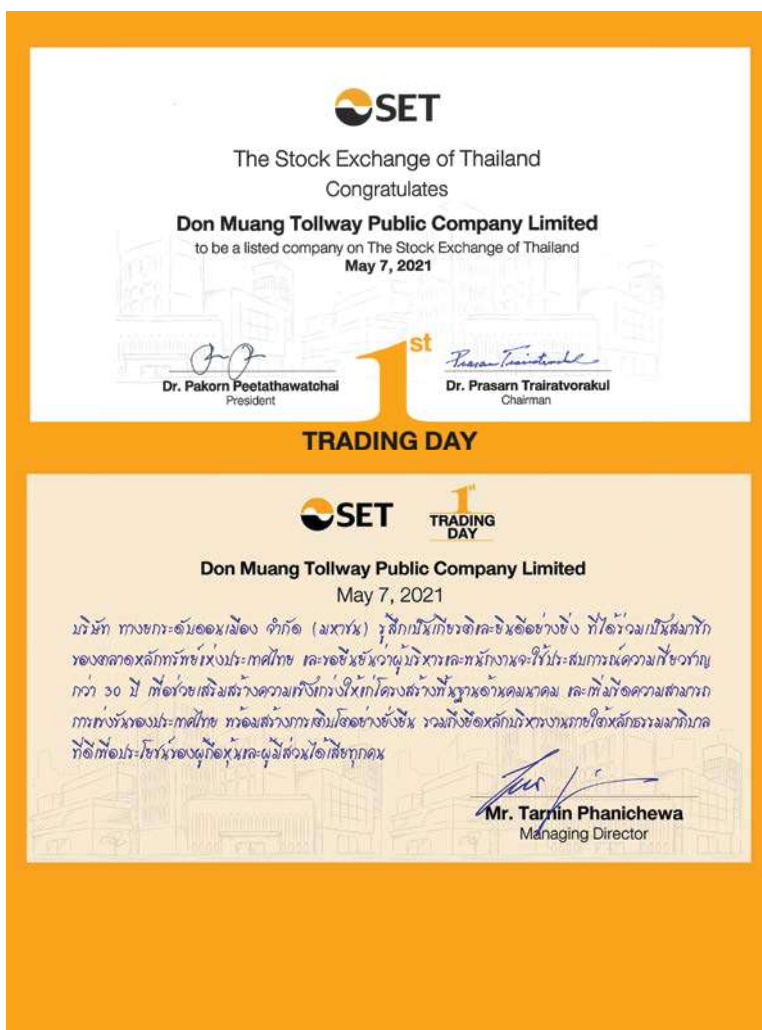 SET
The Stock Exchange of Thailand
Congratulates
Don Muang Tollway Public Company Limited
to be a listed company on The Stock Exchange of Thailand
May 7, 2021
1st
Dr. Pakorn Peetathawatchai
President
Prasarn Trairatvorakul
Dr. Prasarn Trairatvorakul
Chairman
TRADING DAY
SET
1st
TRADING
DAY
Don Muang Tollway Public Company Limited
May 7, 2021
บริษัท ทางยกระดับดอนเมือง จำกัด (มหาชน) รู้สึกเป็นเกียรติและยินดีอย่างยิ่ง ที่ได้ร่วมเป็นสมาชิก
ของตลาดหลักทรัพย์แห่งประเทศไทย และขอยืนยันว่าผู้บริหารและพนักงานจะใช้ประสบการณ์ความเชี่ยวชาญ
กว่า 30 ปี เพื่อช่วยเสริมสร้างความแข็งแกร่งให้แก่โครงสร้างพื้นฐานด้านคมนาคม และเพิ่มขีดความสามารถ
การแข่งขันของประเทศไทย พร้อมสร้างการเติบโตอย่างยั่งยืน รวมถึงยึดหลักบริหารงานภายใต้หลักธรรมมาภิบาล
ที่ดีเพื่อประโยชน์ของผู้ถือหุ้นและผู้มีส่วนได้เสียทุกคน
Mr. Tarnin Phanichewa
Managing Director